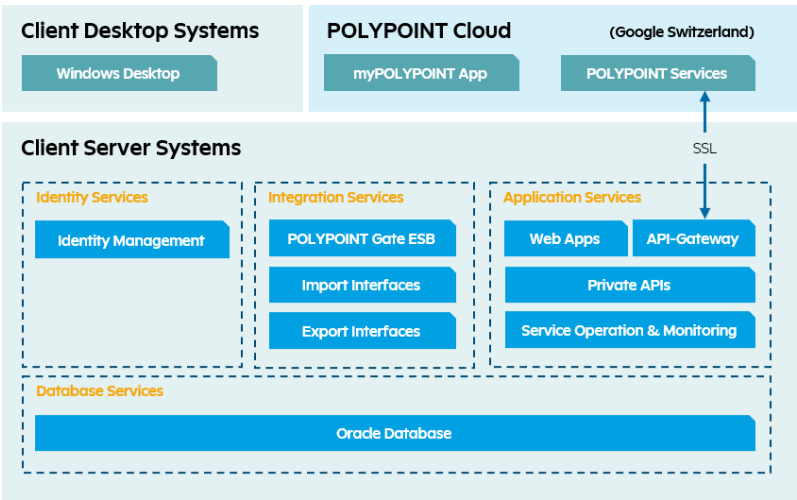 Client Desktop Systems
Windows Desktop
POLYPOINT Cloud
(Google Switzerland)
myPOLYPOINT App
POLYPOINT Services
SSL
Client Server Systems
Identity Services
Identity Management
Integration Services
POLYPOINT Gate ESB
Import Interfaces
Export Interfaces
Application Services
Web Apps
API-Gateway
Private APIs
Service Operation & Monitoring
Database Services
Oracle Database